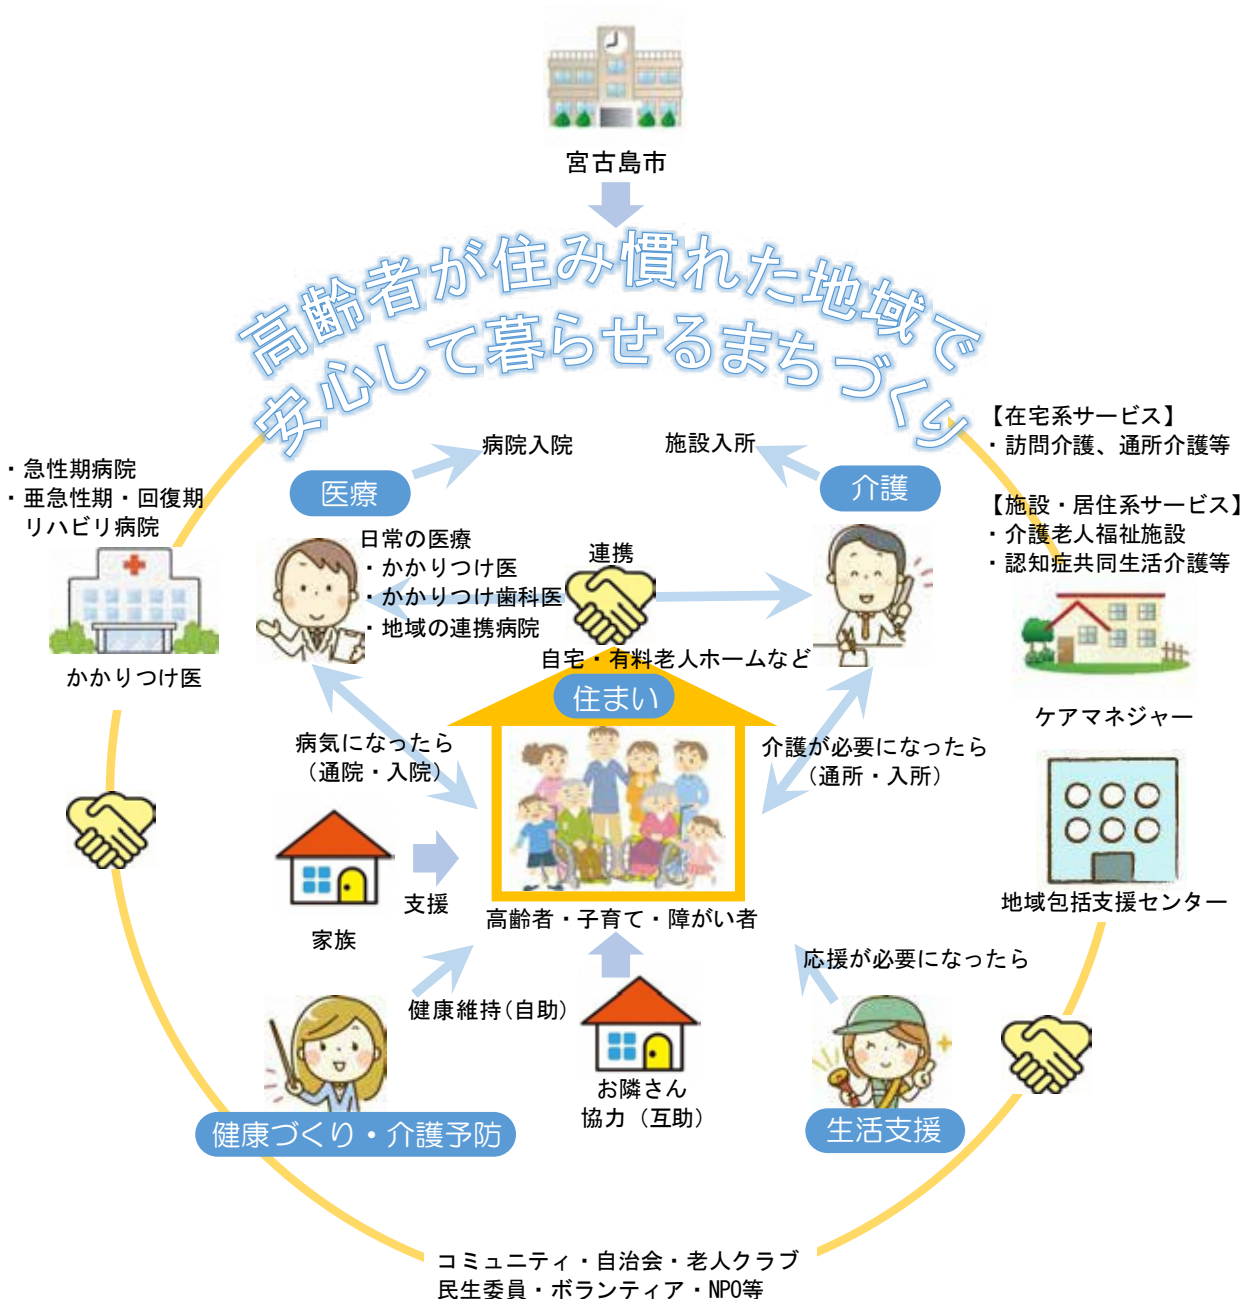 宮古島市
高齢者が住み慣れた地域で
安心して暮らせるまちづくり
【在宅系サービス】
・訪問介護、通所介護等
病院入院
施設入所
・急性期病院
・亜急性期・回復期
リハビリ病院
医療
介護
【施設・居住系サービス】
・介護老人福祉施設
・認知症共同生活介護等
日常の医療
・かかりつけ医
・かかりつけ歯科医
・地域の連携病院
連携
かかりつけ医
自宅・有料老人ホームなど
住まい
ケアマネジャー
病気になったら
（通院・入院）
介護が必要になったら
（通所・入所）
支援
家族
高齢者・子育て・障がい者
地域包括支援センター
応援が必要になったら
健康維持(自助)
お隣さん
協力（互助）
健康づくり・介護予防
生活支援
コミュニティ・自治会・老人クラブ
民生委員・ボランティア・NPO等